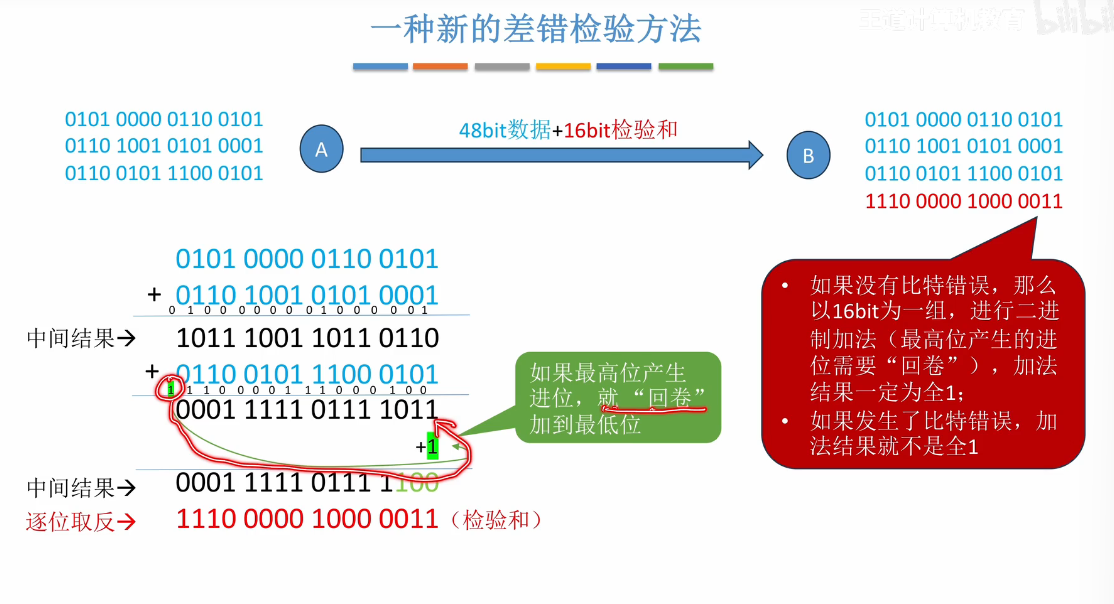 一种新的差错检验方法
bilibili
0101 0000 0110 0101
0110 1001 0101 0001
0110 0101 1100 0101
A
48bit数据+16bit检验和
B
0101 0000 0110 0101
0110 1001 0101 0001
0110 0101 1100 0101
1110 0000 1000 0011
0101 0000 0110 0101
+ 0110 1001 0101 0001
0 1 0 0 0 0 0 0 1 0 0 0 0 0 1
中间结果→ 1011 1001 1011 0110
+ 0110 0101 1100 0101
1 1 1 0 0 0 1 1 1 0 0 0 1 0 0
0001 1111 0111 1011
+1
中间结果→ 0001 1111 0111 1100
逐位取反→ 1110 0000 1000 0011（检验和）
如果最高位产生
进位，就“回卷”
加到最低位
• 如果没有比特错误，那么
以16bit为一组，进行二进
制加法（最高位产生的进
位需要“回卷”），加法
结果一定为全1；
• 如果发生了比特错误，加
法结果就不是全1